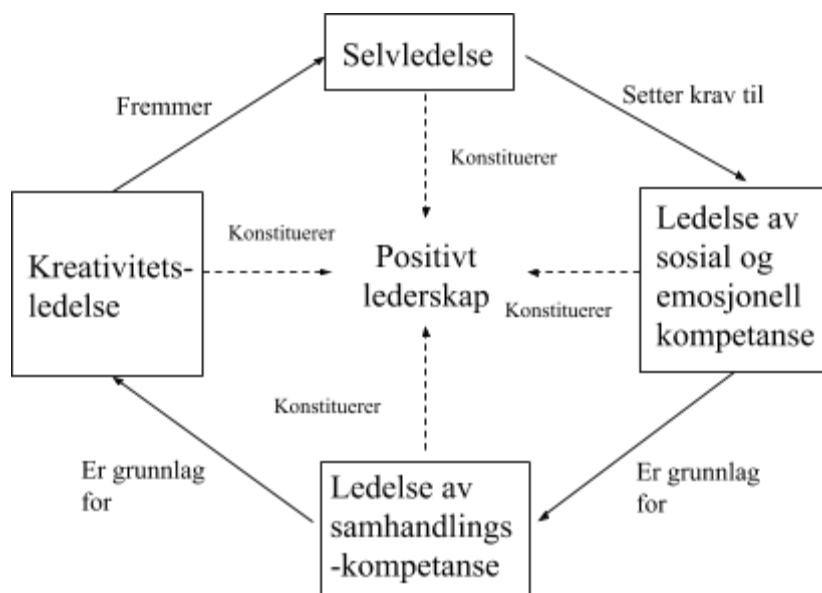 Selvledelse
Fremmer
Setter krav til
Konstituerer
Kreativitets-
ledelse
Konstituerer
Positivt
lederskap
Konstituerer
Ledelse av
sosial og
emosjonell
kompetanse
Konstituerer
Er grunnlag
for
Ledelse av
samhandlings
-kompetanse
Er grunnlag
for